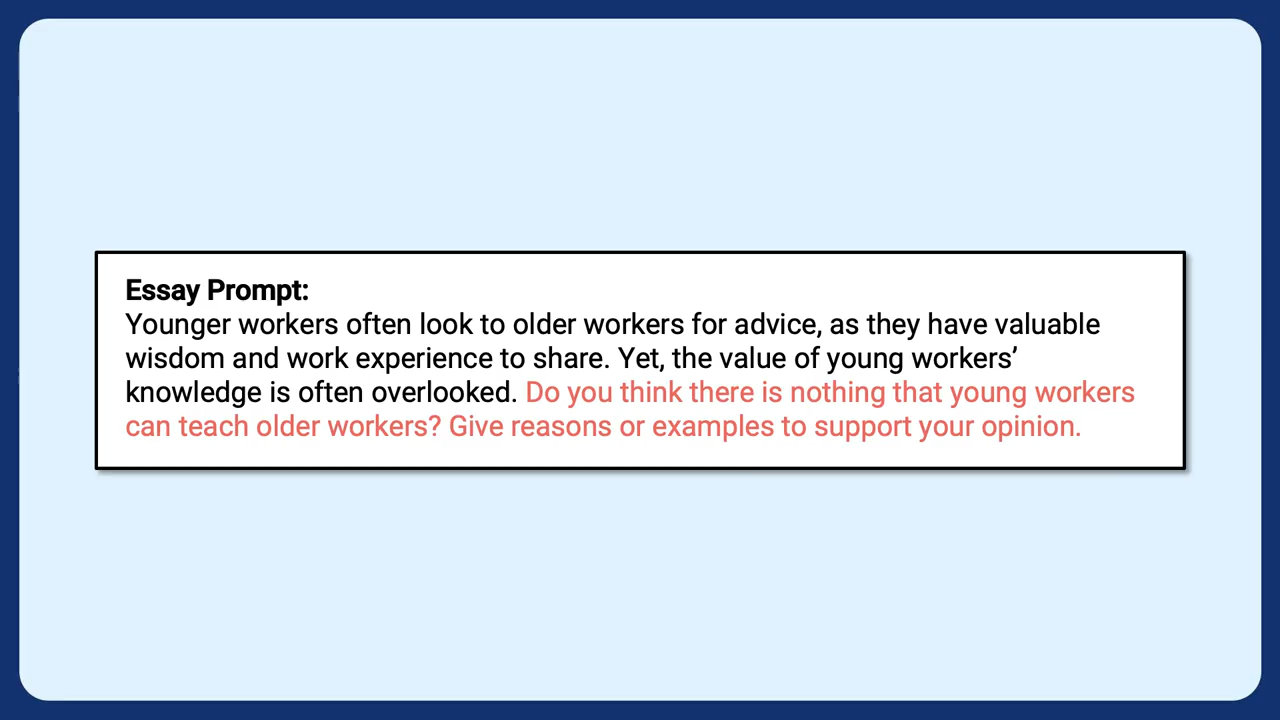 Essay Prompt:
Younger workers often look to older workers for advice, as they have valuable
wisdom and work experience to share. Yet, the value of young workers’
knowledge is often overlooked. Do you think there is nothing that young workers
can teach older workers? Give reasons or examples to support your opinion.